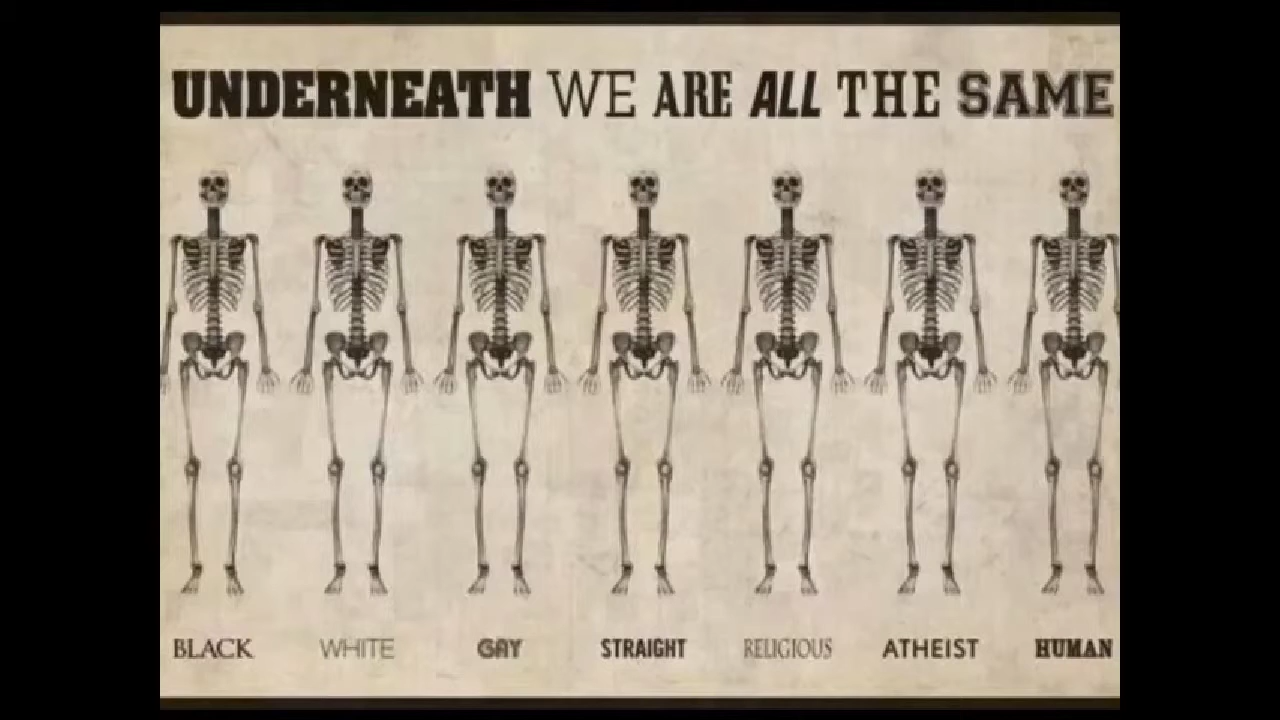 UNDERNEATH WE ARE ALL THE SAME
BLACK WHITE GAY STRAIGHT RELIGIOUS ATHEIST HUMAN